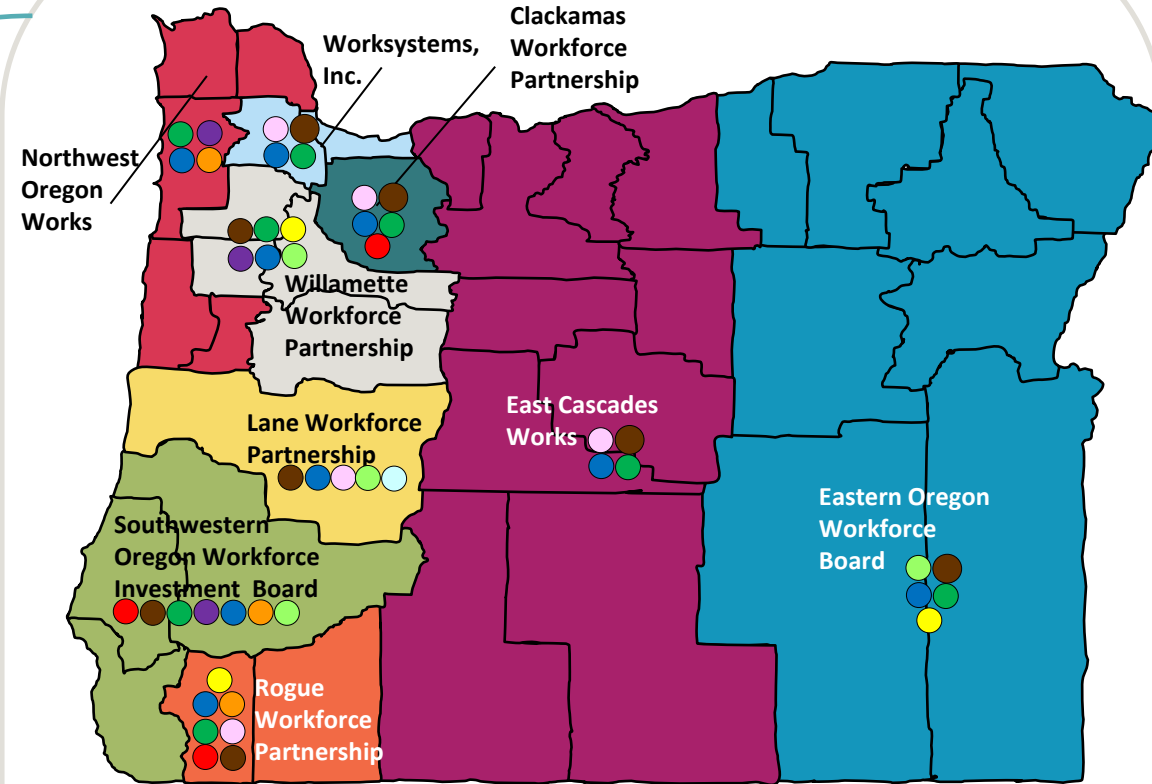 Clackamas
Workforce
Partnership
Worksystems,
Inc.
Northwest
Oregon
Works
Willamette
Workforce
Partnership
Lane Workforce
Partnership
East Cascades
Works
Eastern Oregon
Workforce
Board
Southwestern
Oregon Workforce
Investment Board
Rogue
Workforce
Partnership